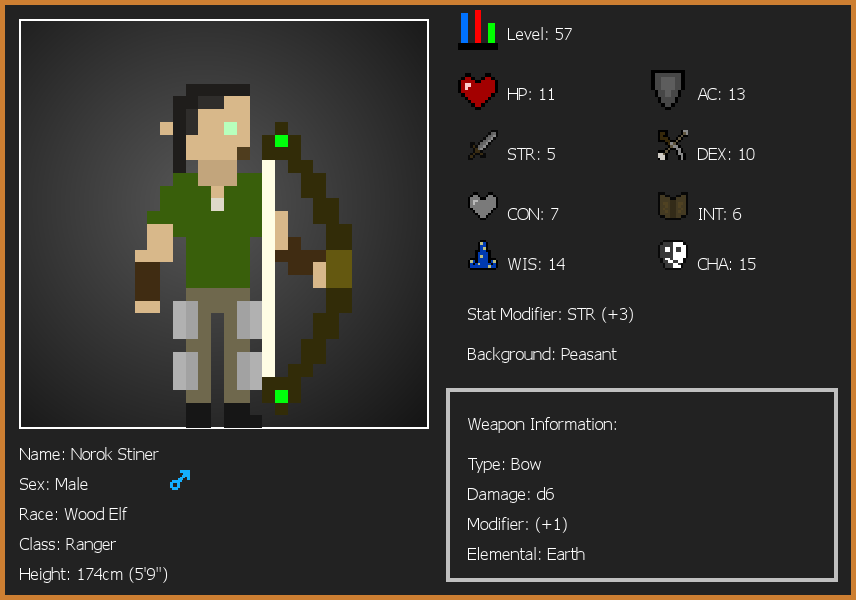 Level: 57
HP: 11
AC: 13
STR: 5
DEX: 10
CON: 7
INT: 6
WIS: 14
CHA: 15
Stat Modifier: STR (+3)
Background: Peasant
Weapon Information:
Type: Bow
Damage: d6
Modifier: (+1)
Elemental: Earth
Name: Norok Stiner
Sex: Male
Race: Wood Elf
Class: Ranger
Height: 174cm (5'9")